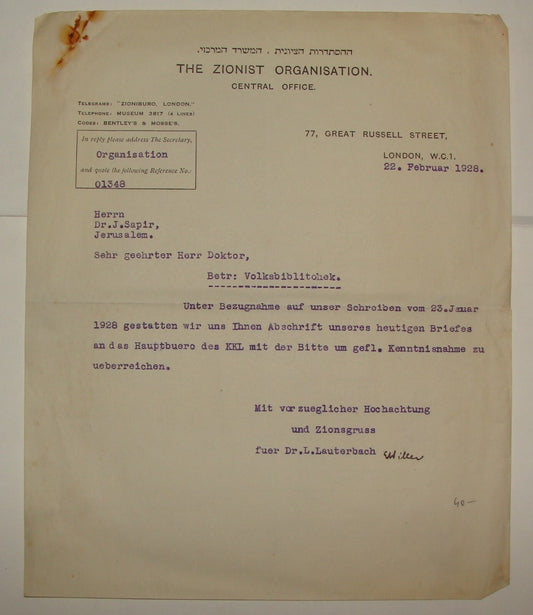 ההסתדרות הציונית . המשרד המרכזי.
THE ZIONIST ORGANISATION.
CENTRAL OFFICE.
Telegrams: "ZIONIBURO, LONDON."
Telephone: MUSEUM 3817 (4 LINES)
Codes: BENTLEY'S & MOSSE'S.
77, GREAT RUSSELL STREET,
LONDON, W.C.1.
22. Februar 1928.
In reply please address The Secretary,
Organisation
and quote the following Reference No.:
01348
Herrn
Dr.J.Sapir,
Jerusalem.
Sehr geehrter Herr Doktor,
Betr: Volksbiblitohek.
Unter Bezugnahme auf unser Schreiben vom 23.Januar
1928 gestatten wir uns Ihnen Abschrift unseres heutigen Briefes
an das Hauptbuero des KKL mit der Bitte um gefl. Kenntnisnahme zu
ueberreichen.
Mit vorzueglicher Hochachtung
und Zionsgruss
fuer Dr.L.Lauterbach
40-